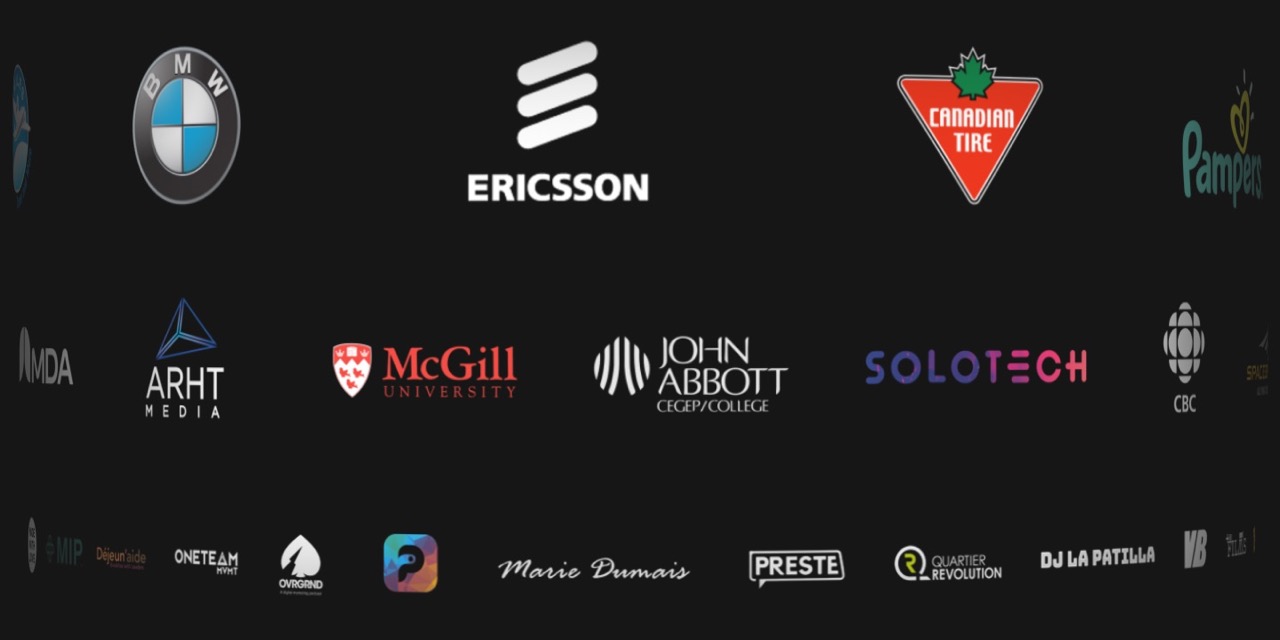 BMW
ERICSSON
CANADIAN
TIRE
Pampers
MDA
ARHT
MEDIA
McGill
UNIVERSITY
JOHN
ABBOTT
CEGEP/COLLEGE
SOLOTECH
CBC
MIP
Déjeun'aide
ONETEAM
MVMT
OVRGRND
Marie Dumais
PRESTE
QUARTIER
REVOLUTION
DJ LA PATILLA
VB